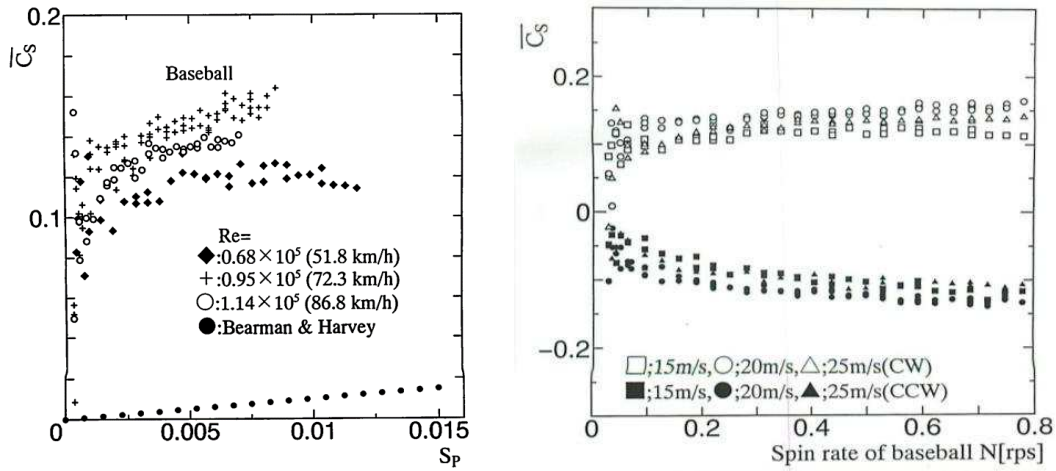 0.2
C̅s
Baseball
0.1
Re=
◆:0.68×10⁵ (51.8 km/h)
+:0.95×10⁵ (72.3 km/h)
○:1.14×10⁵ (86.8 km/h)
●:Bearman & Harvey
0 0.005 0.01 0.015
Sₚ
C̅s
0.2
0
−0.2
□;15m/s,○;20m/s,△;25m/s(CW)
■;15m/s,●;20m/s,▲;25m/s(CCW)
0 0.2 0.4 0.6 0.8
Spin rate of baseball N[rps]